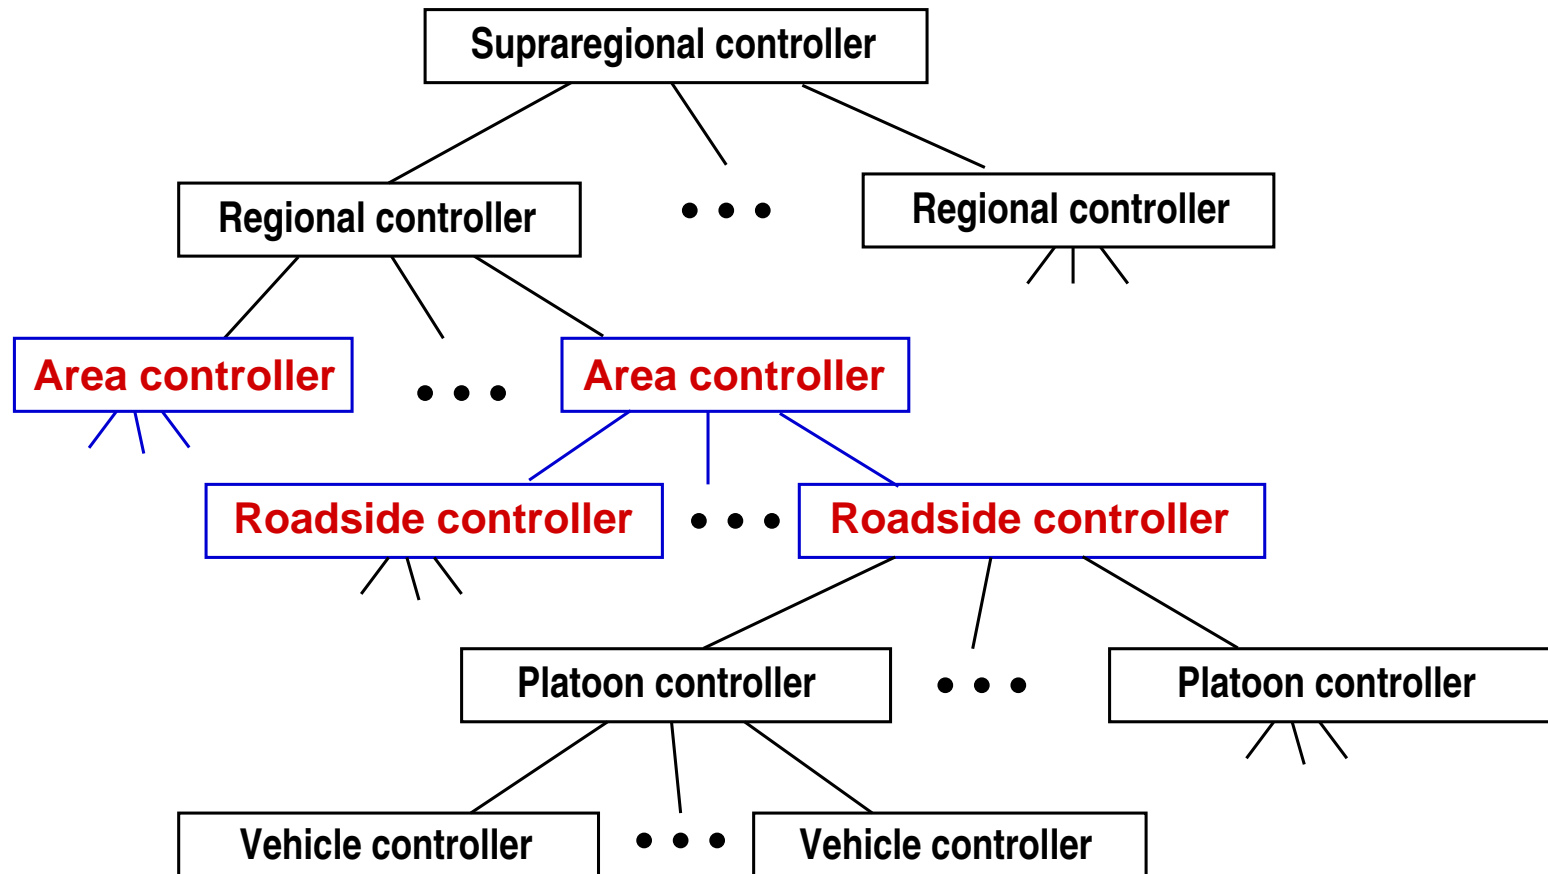 Supraregional controller
Regional controller
Regional controller
Area controller
Area controller
Roadside controller
Roadside controller
Platoon controller
Platoon controller
Vehicle controller
Vehicle controller